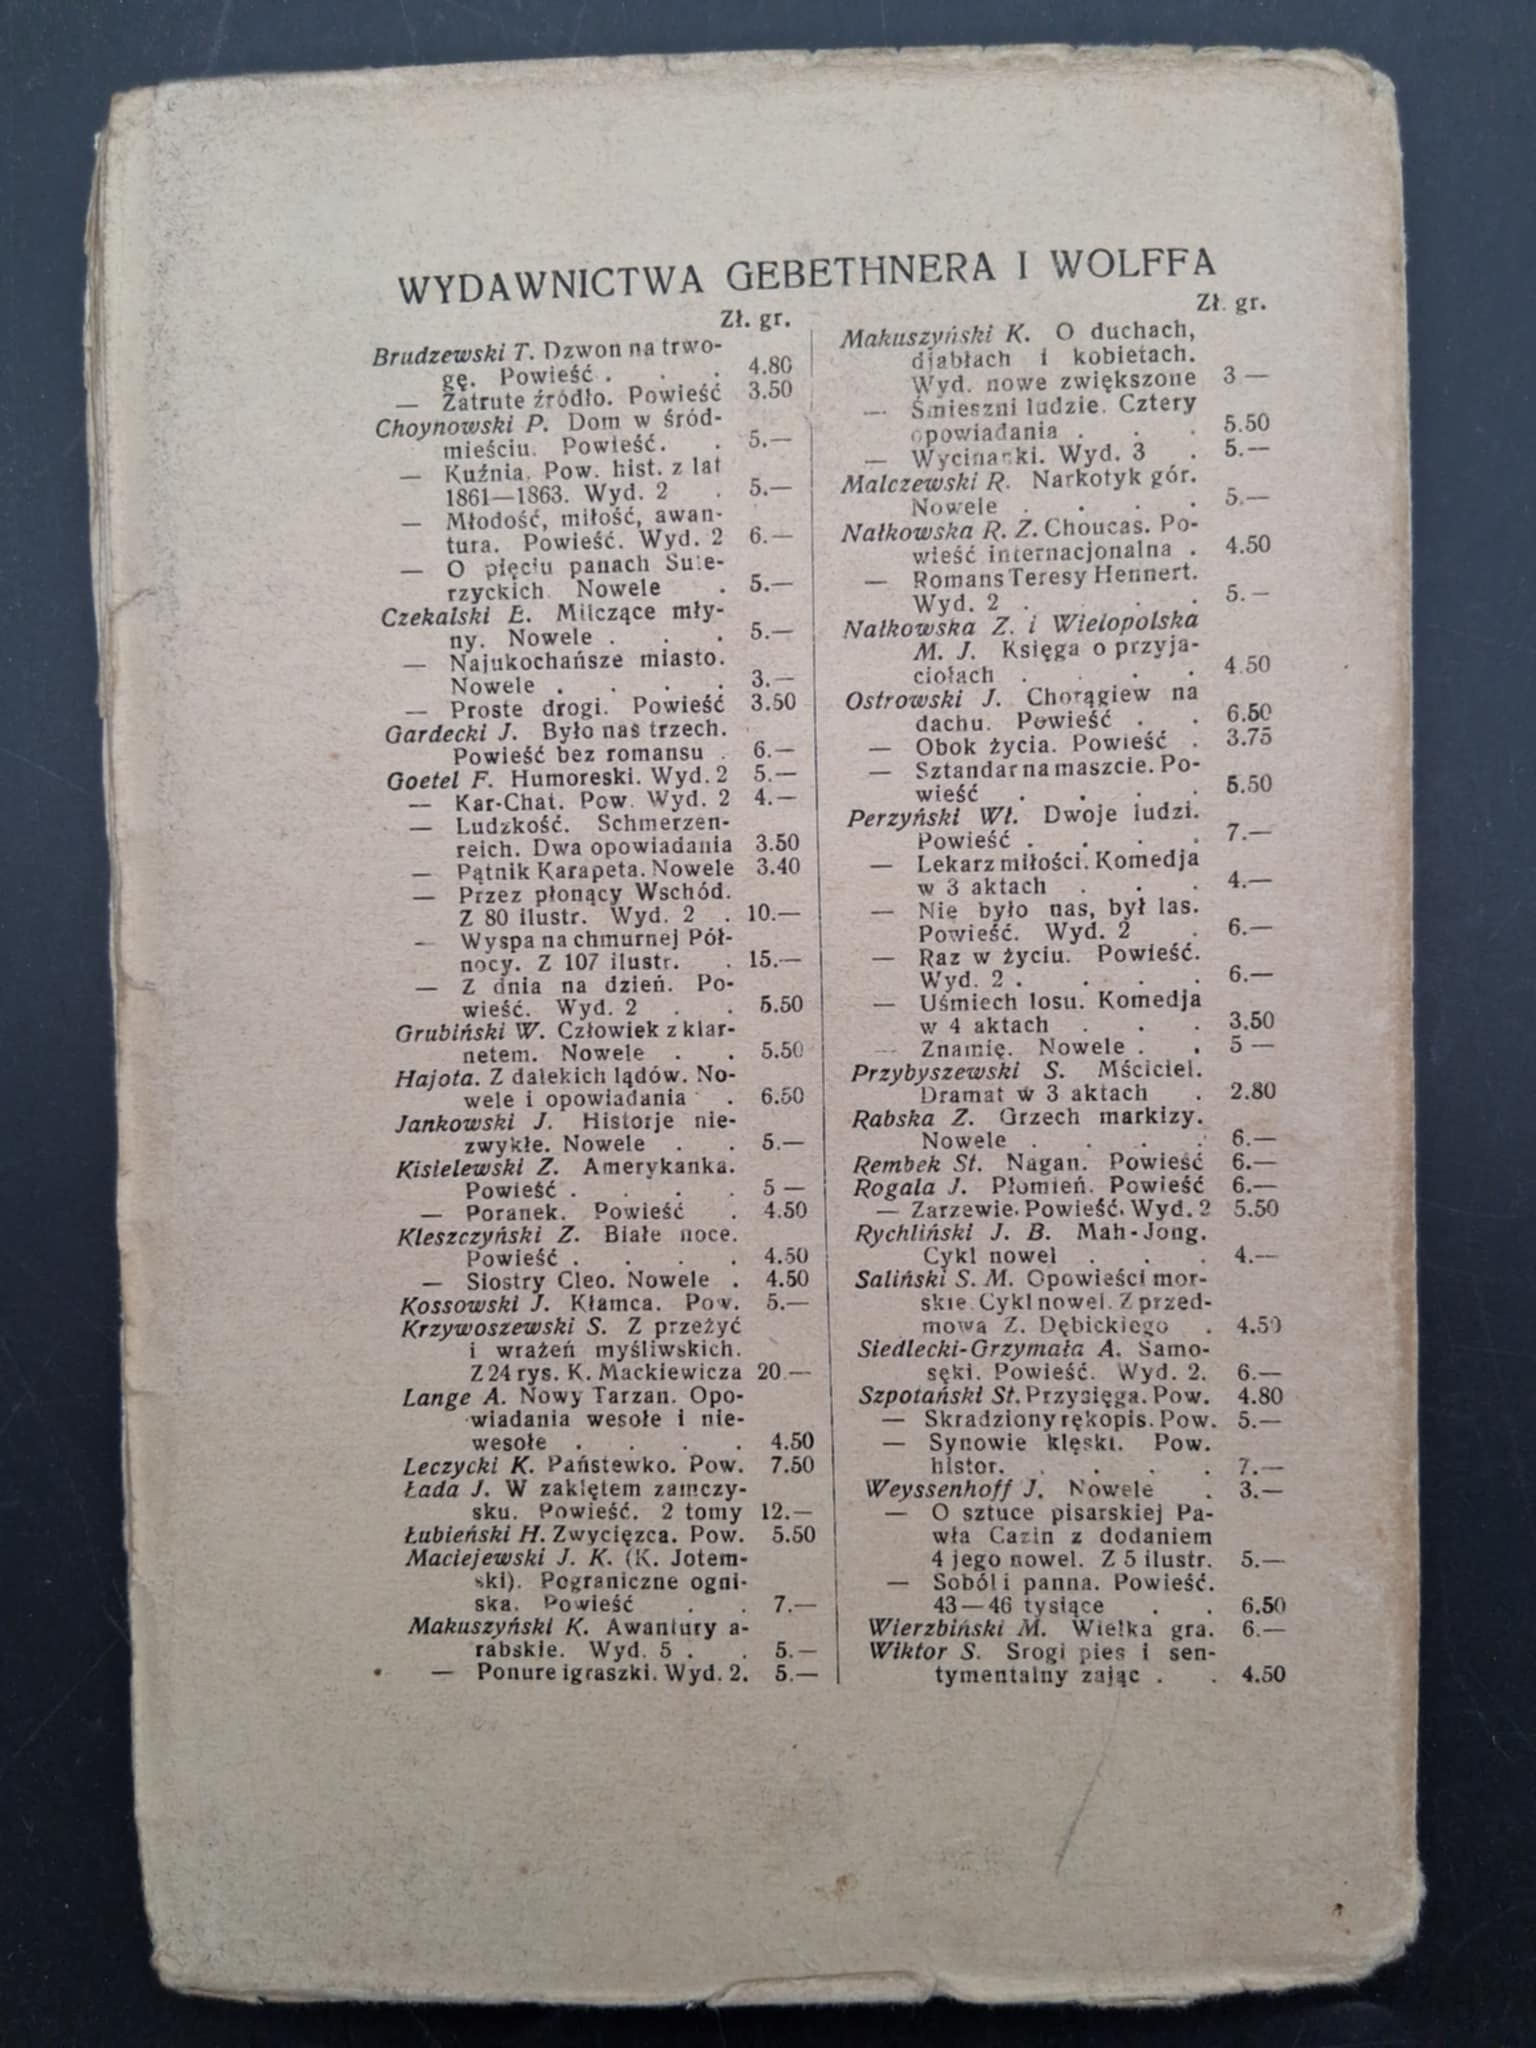 WYDAWNICTWA GEBETHNERA I WOLFFA
Zł. gr.
Brudzewski T. Dzwon na trwo-
gę. Powieść . . . 4.80
— Zatrute źródło. Powieść 3.50
Choynowski P. Dom w śród-
mieściu. Powieść. . 5.—
— Kuźnia. Pow. hist. z lat
1861—1863. Wyd. 2 . 5.—
— Młodość, miłość, awan-
tura. Powieść. Wyd. 2 6.—
— O pięciu panach Sule-
rzyckich. Nowele . 5.—
Czekalski E. Milczące mły-
ny. Nowele . . . 5.—
— Najukochańsze miasto.
Nowele . . . . 3.—
— Proste drogi. Powieść 3.50
Gardecki J. Było nas trzech.
Powieść bez romansu . 6.—
Goetel F. Humoreski. Wyd. 2 5.—
— Kar-Chat. Pow. Wyd. 2 4.—
— Ludzkość. Schmerzen-
reich. Dwa opowiadania 3.50
— Pątnik Karapeta. Nowele 3.40
— Przez płonący Wschód.
Z 80 ilustr. Wyd. 2 . 10.—
— Wyspa na chmurnej Pół-
nocy. Z 107 ilustr. . 15.—
— Z dnia na dzień. Po-
wieść. Wyd. 2 . . 5.50
Grubiński W. Człowiek z klar-
netem. Nowele . . 5.50
Hajota. Z dalekich lądów. No-
wele i opowiadania . 6.50
Jankowski J. Historje nie-
zwykłe. Nowele . . 5.—
Kisielewski Z. Amerykanka.
Powieść . . . . 5 —
— Poranek. Powieść . 4.50
Kleszczyński Z. Białe noce.
Powieść . . . . 4.50
— Siostry Cleo. Nowele . 4.50
Kossowski J. Kłamca. Pow. 5.—
Krzywoszewski S. Z przeżyć
i wrażeń myśliwskich.
Z 24 rys. K. Mackiewicza 20 —
Lange A. Nowy Tarzan. Opo-
wiadania wesołe i nie-
wesołe . . . . 4.50
Leczycki K. Państewko. Pow. 7.50
Łada J. W zaklętem zamczy-
sku. Powieść. 2 tomy 12.—
Łubieński H. Zwycięzca. Pow. 5.50
Maciejewski J. K. (K. Jotem-
ski). Pograniczne ogni-
ska. Powieść . . 7.—
Makuszyński K. Awantury a-
rabskie. Wyd. 5 . . 5.—
— Ponure igraszki. Wyd. 2. 5.—
Zł. gr.
Makuszyński K. O duchach,
djabłach i kobietach.
Wyd. nowe zwiększone 3 —
— Śmieszni ludzie. Cztery
opowiadania . . . 5.50
— Wycinanki. Wyd. 3 . 5.—
Malczewski R. Narkotyk gór.
Nowele . . . . 5.—
Nałkowska R. Z. Choucas. Po-
wieść internacjonalna . 4.50
— Romans Teresy Hennert.
Wyd. 2 . . . . 5.—
Nałkowska Z. i Wielopolska
M. J. Księga o przyja-
ciołach . . . . 4.50
Ostrowski J. Chorągiew na
dachu. Powieść . . 6.50
— Obok życia. Powieść . 3.75
— Sztandar na maszcie. Po-
wieść . . . . 5.50
Perzyński Wł. Dwoje ludzi.
Powieść . . . . 7.—
— Lekarz miłości. Komedja
w 3 aktach . . . 4.—
— Nie było nas, był las.
Powieść. Wyd. 2 . 6.—
— Raz w życiu. Powieść.
Wyd. 2 . . . . 6.—
— Uśmiech losu. Komedja
w 4 aktach . . . 3.50
— Znamię. Nowele . . 5 —
Przybyszewski S. Mściciel.
Dramat w 3 aktach . 2.80
Rabska Z. Grzech markizy.
Nowele . . . . 6.—
Rembek St. Nagan. Powieść 6.—
Rogala J. Płomień. Powieść 6.—
— Zarzewie. Powieść. Wyd. 2 5.50
Rychliński J. B. Mah-Jong.
Cykl nowel . . . 4.—
Saliński S. M. Opowieści mor-
skie. Cykl nowel. Z przed-
mową Z. Dębickiego . 4.50
Siedlecki-Grzymała A. Samo-
sęki. Powieść. Wyd. 2. 6.—
Szpotański St. Przysięga. Pow. 4.80
— Skradziony rękopis. Pow. 5.—
— Synowie klęski. Pow.
histor. . . . . 7.—
Weyssenhoff J. Nowele . 3.—
— O sztuce pisarskiej Pa-
wła Cazin z dodaniem
4 jego nowel. Z 5 ilustr. 5.—
— Soból i panna. Powieść.
43—46 tysiące . . 6.50
Wierzbiński M. Wielka gra. 6.—
Wiktor S. Srogi pies i sen-
tymentalny zając . . 4.50